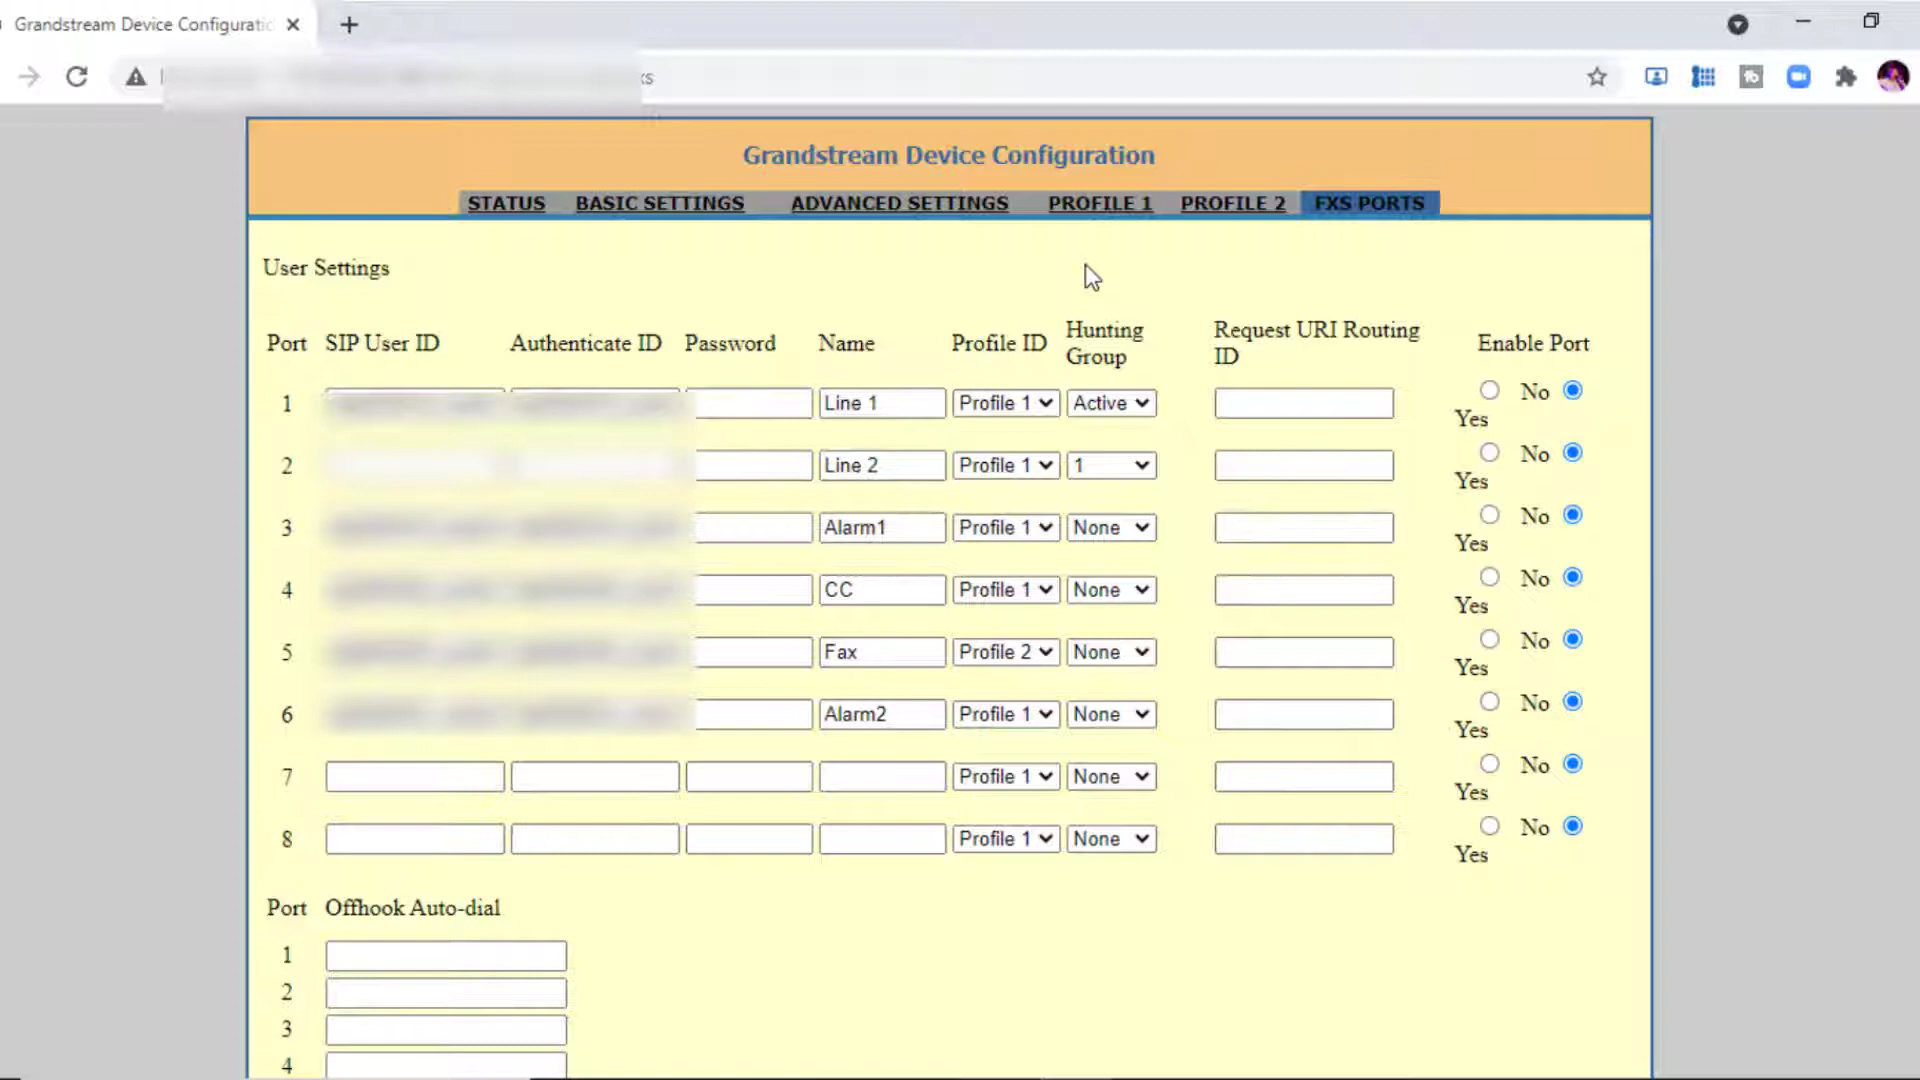 Grandstream Device Configuratio
ks
Grandstream Device Configuration
STATUS BASIC SETTINGS ADVANCED SETTINGS PROFILE 1 PROFILE 2 FXS PORTS
User Settings
Port SIP User ID Authenticate ID Password Name Profile ID Hunting Group Request URI Routing ID Enable Port
1 Line 1 Profile 1 Active No Yes
2 Line 2 Profile 1 1 No Yes
3 Alarm1 Profile 1 None No Yes
4 CC Profile 1 None No Yes
5 Fax Profile 2 None No Yes
6 Alarm2 Profile 1 None No Yes
7 Profile 1 None No Yes
8 Profile 1 None No Yes
Port Offhook Auto-dial
1
2
3
4